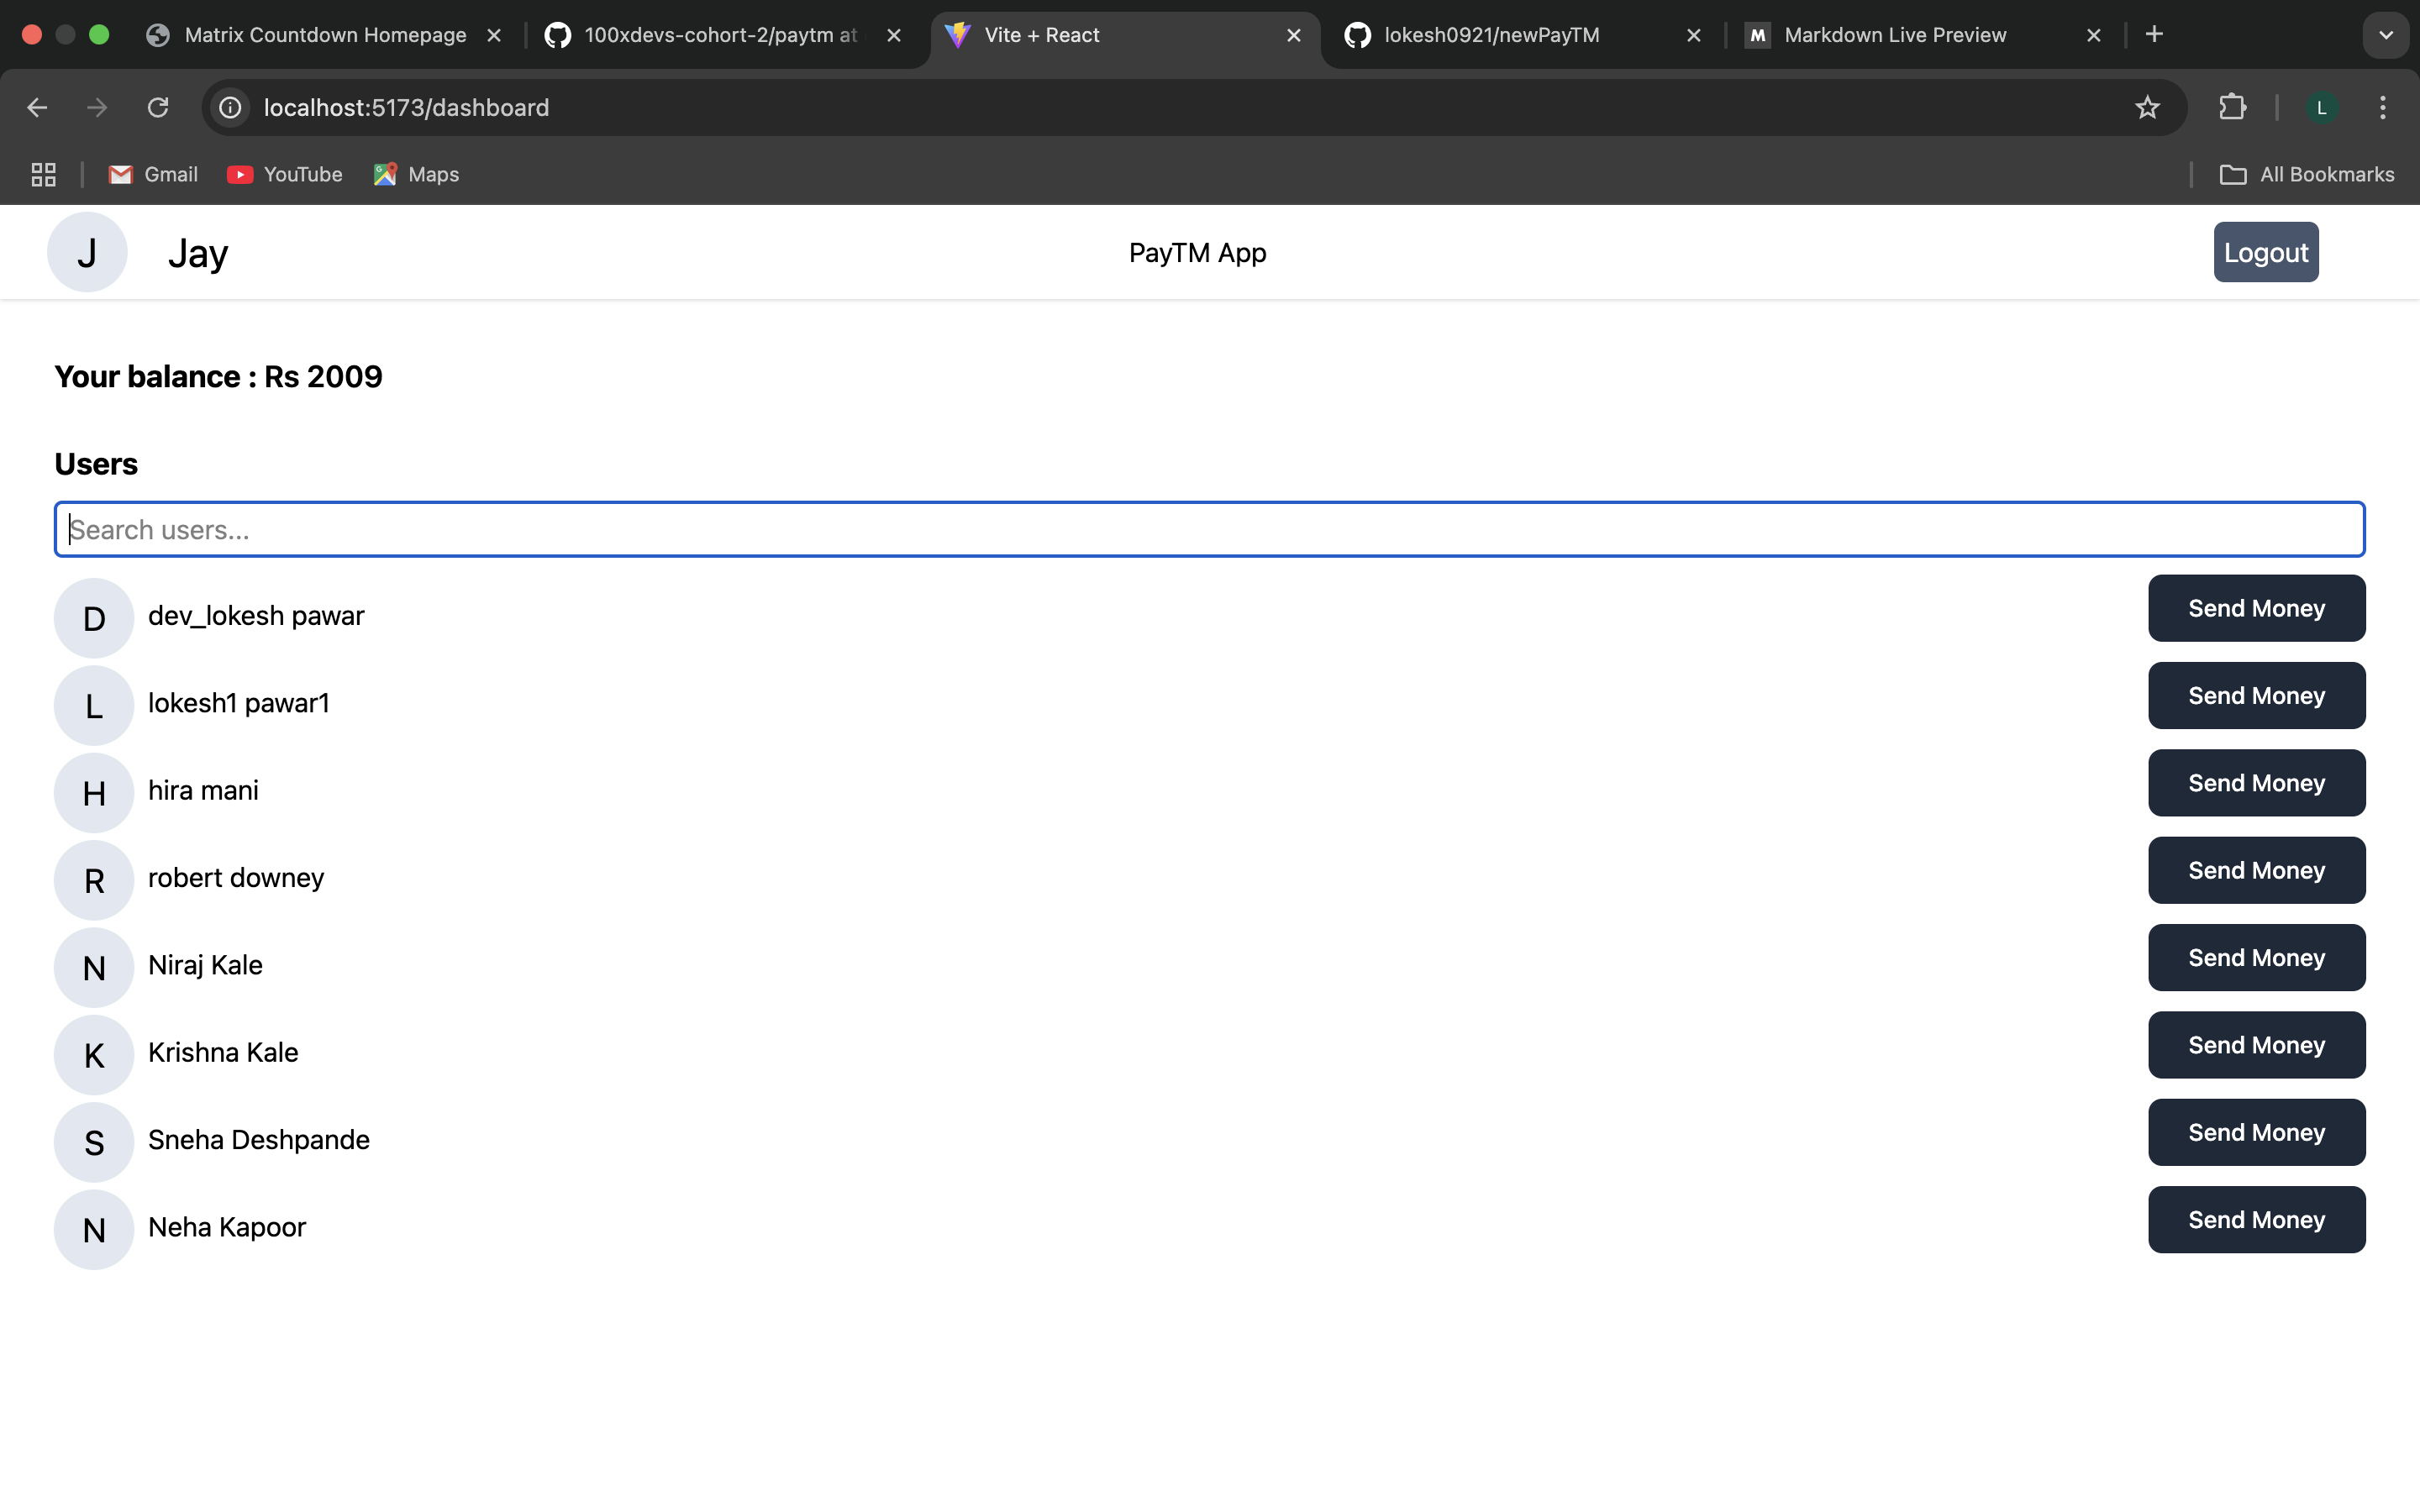 Matrix Countdown Homepage
100xdevs-cohort-2/paytm at
Vite + React
lokesh0921/newPayTM
M Markdown Live Preview
localhost:5173/dashboard
L
Gmail
YouTube
Maps
All Bookmarks
J Jay
PayTM App
Logout
Your balance : Rs 2009
Users
Search users...
D dev_lokesh pawar Send Money
L lokesh1 pawar1 Send Money
H hira mani Send Money
R robert downey Send Money
N Niraj Kale Send Money
K Krishna Kale Send Money
S Sneha Deshpande Send Money
N Neha Kapoor Send Money